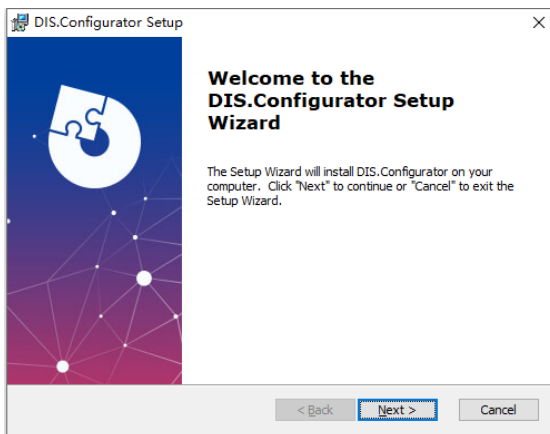 DIS.Configurator Setup
Welcome to the
DIS.Configurator Setup
Wizard
The Setup Wizard will install DIS.Configurator on your
computer. Click "Next" to continue or "Cancel" to exit the
Setup Wizard.
< Back Next > Cancel